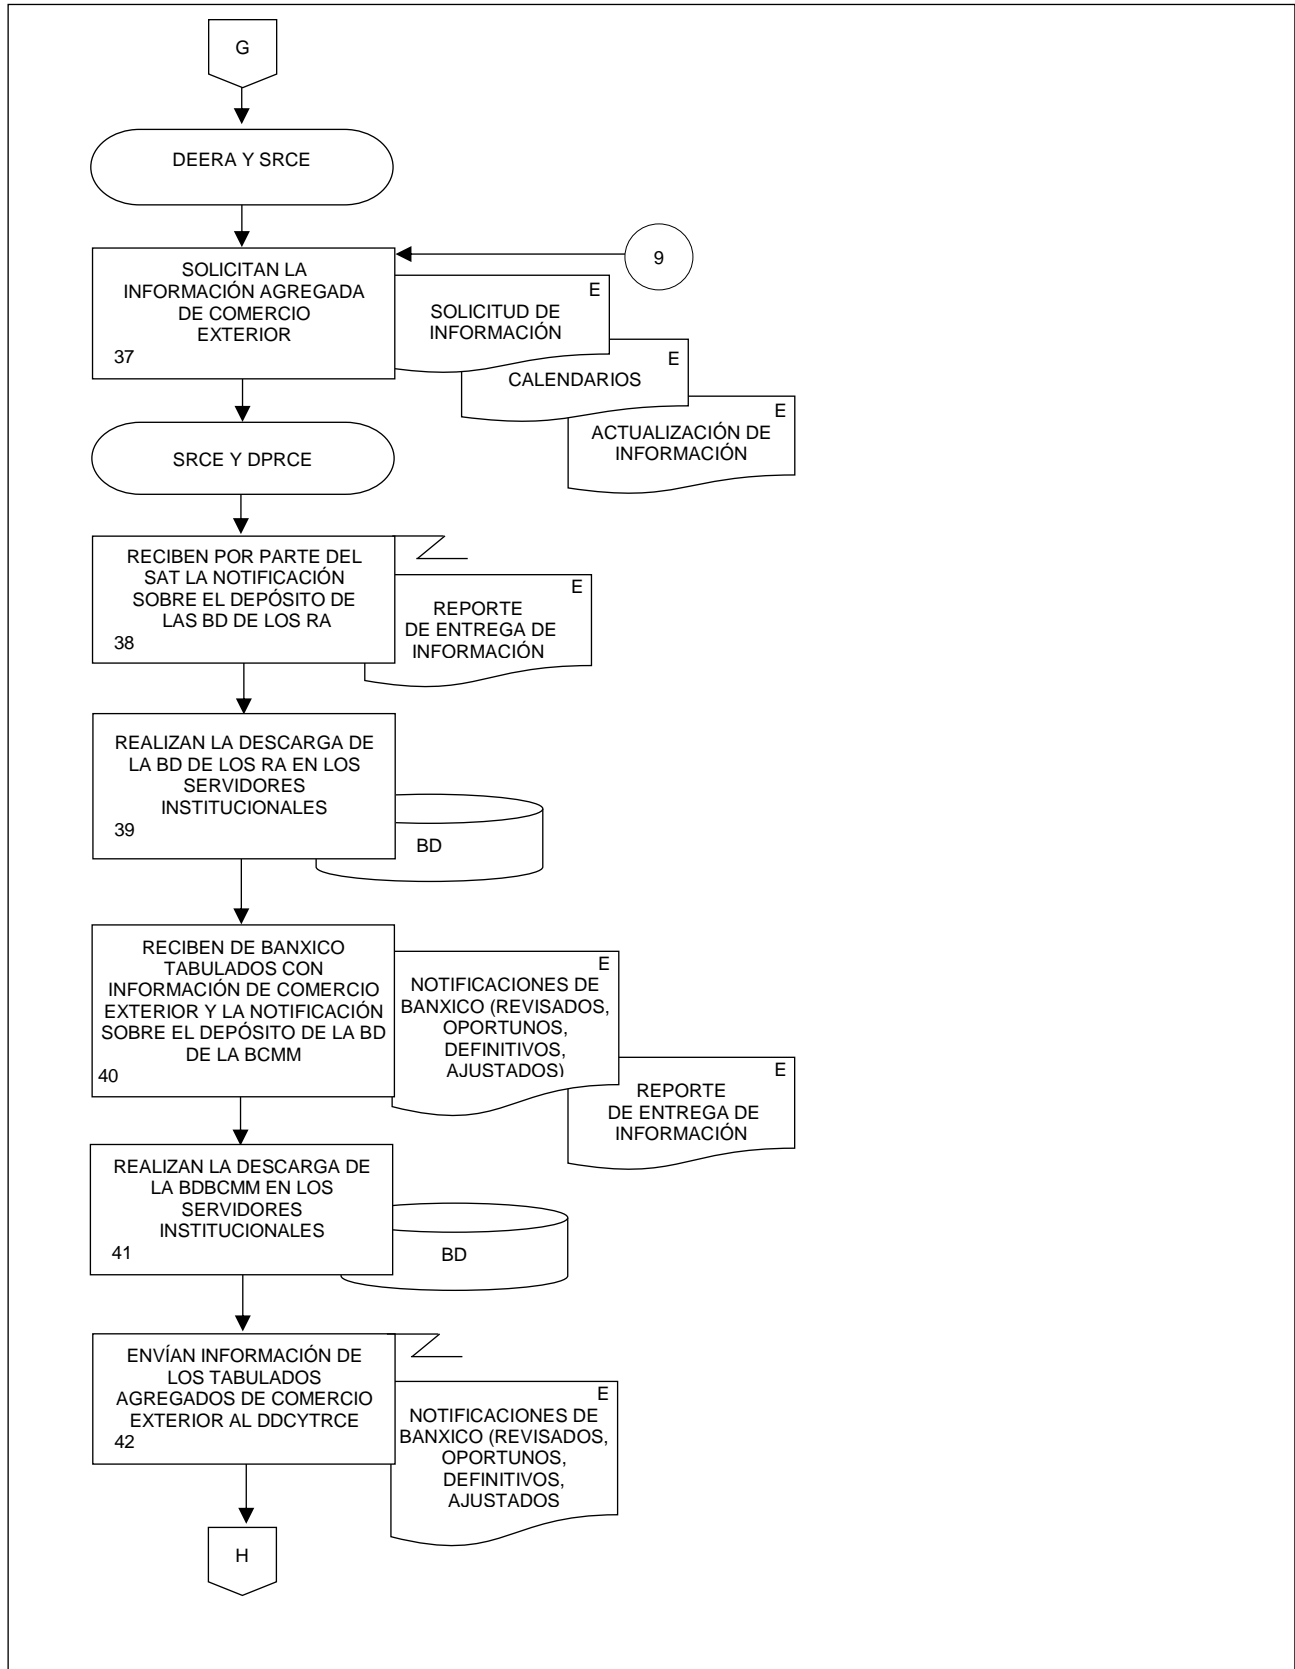 G
DEERA Y SRCE
9
SOLICITAN LA
INFORMACIÓN AGREGADA
DE COMERCIO
EXTERIOR
37
E
SOLICITUD DE
INFORMACIÓN
E
CALENDARIOS
E
ACTUALIZACIÓN DE
INFORMACIÓN
SRCE Y DPRCE
RECIBEN POR PARTE DEL
SAT LA NOTIFICACIÓN
SOBRE EL DEPÓSITO DE
LAS BD DE LOS RA
38
E
REPORTE
DE ENTREGA DE
INFORMACIÓN
REALIZAN LA DESCARGA DE
LA BD DE LOS RA EN LOS
SERVIDORES
INSTITUCIONALES
39
BD
RECIBEN DE BANXICO
TABULADOS CON
INFORMACIÓN DE COMERCIO
EXTERIOR Y LA NOTIFICACIÓN
SOBRE EL DEPÓSITO DE LA BD
DE LA BCMM
40
E
NOTIFICACIONES DE
BANXICO (REVISADOS,
OPORTUNOS,
DEFINITIVOS,
AJUSTADOS)
E
REPORTE
DE ENTREGA DE
INFORMACIÓN
REALIZAN LA DESCARGA DE
LA BDBCMM EN LOS
SERVIDORES
INSTITUCIONALES
41
BD
ENVÍAN INFORMACIÓN DE
LOS TABULADOS
AGREGADOS DE COMERCIO
EXTERIOR AL DDCYTRCE
42
E
NOTIFICACIONES DE
BANXICO (REVISADOS,
OPORTUNOS,
DEFINITIVOS,
AJUSTADOS
H